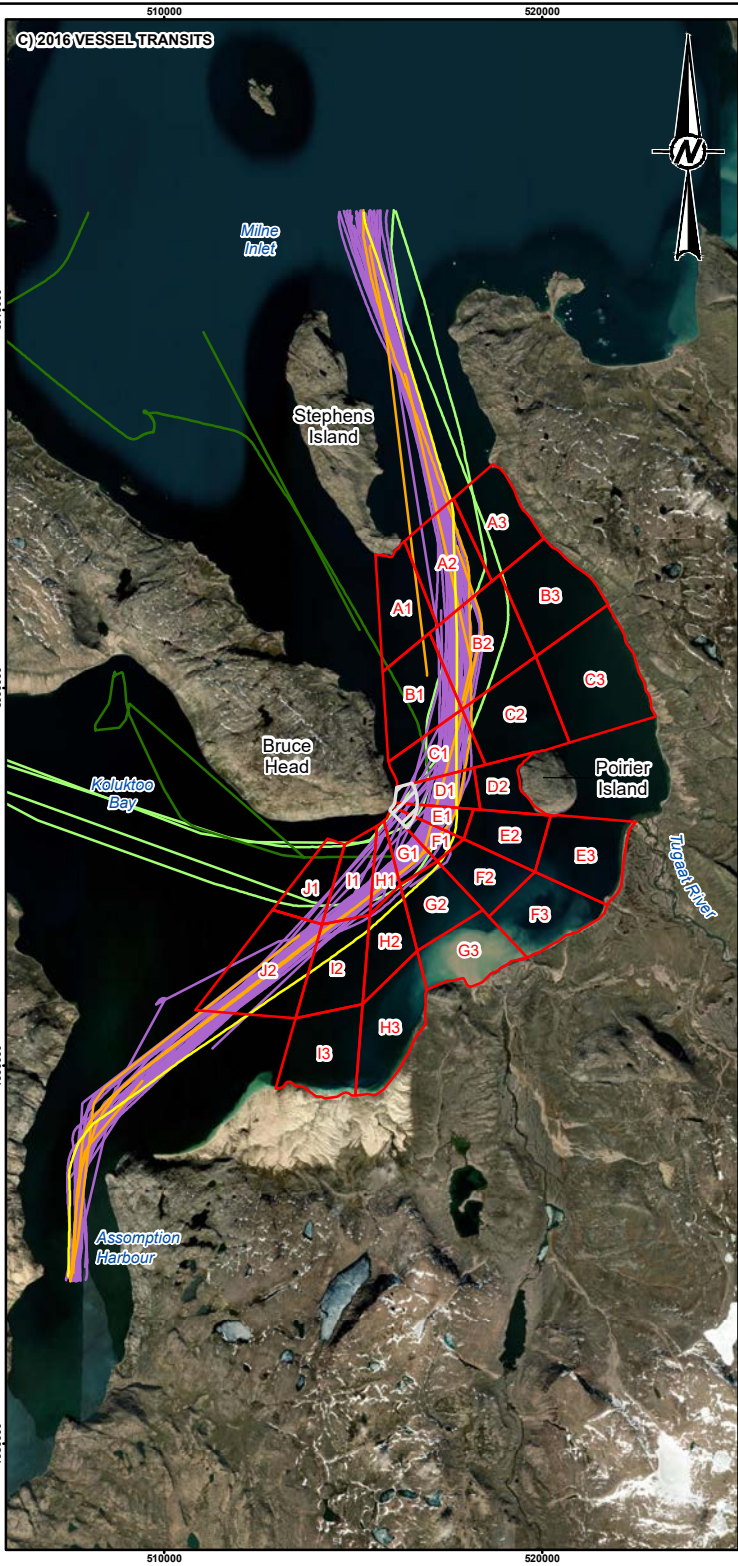 510000
520000
C) 2016 VESSEL TRANSITS
N
Milne
Inlet
Stephens
Island
A3
A2
B3
A1
B2
C3
B1
C2
C1
Bruce
Head
Poirier
Island
D2
D1
Koluktoo
Bay
E1
E2
F1
E3
G1
Tugaat River
J1
I1
H1
F2
G2
F3
H2
G3
J2
I2
H3
I3
Assomption
Harbour
510000
520000